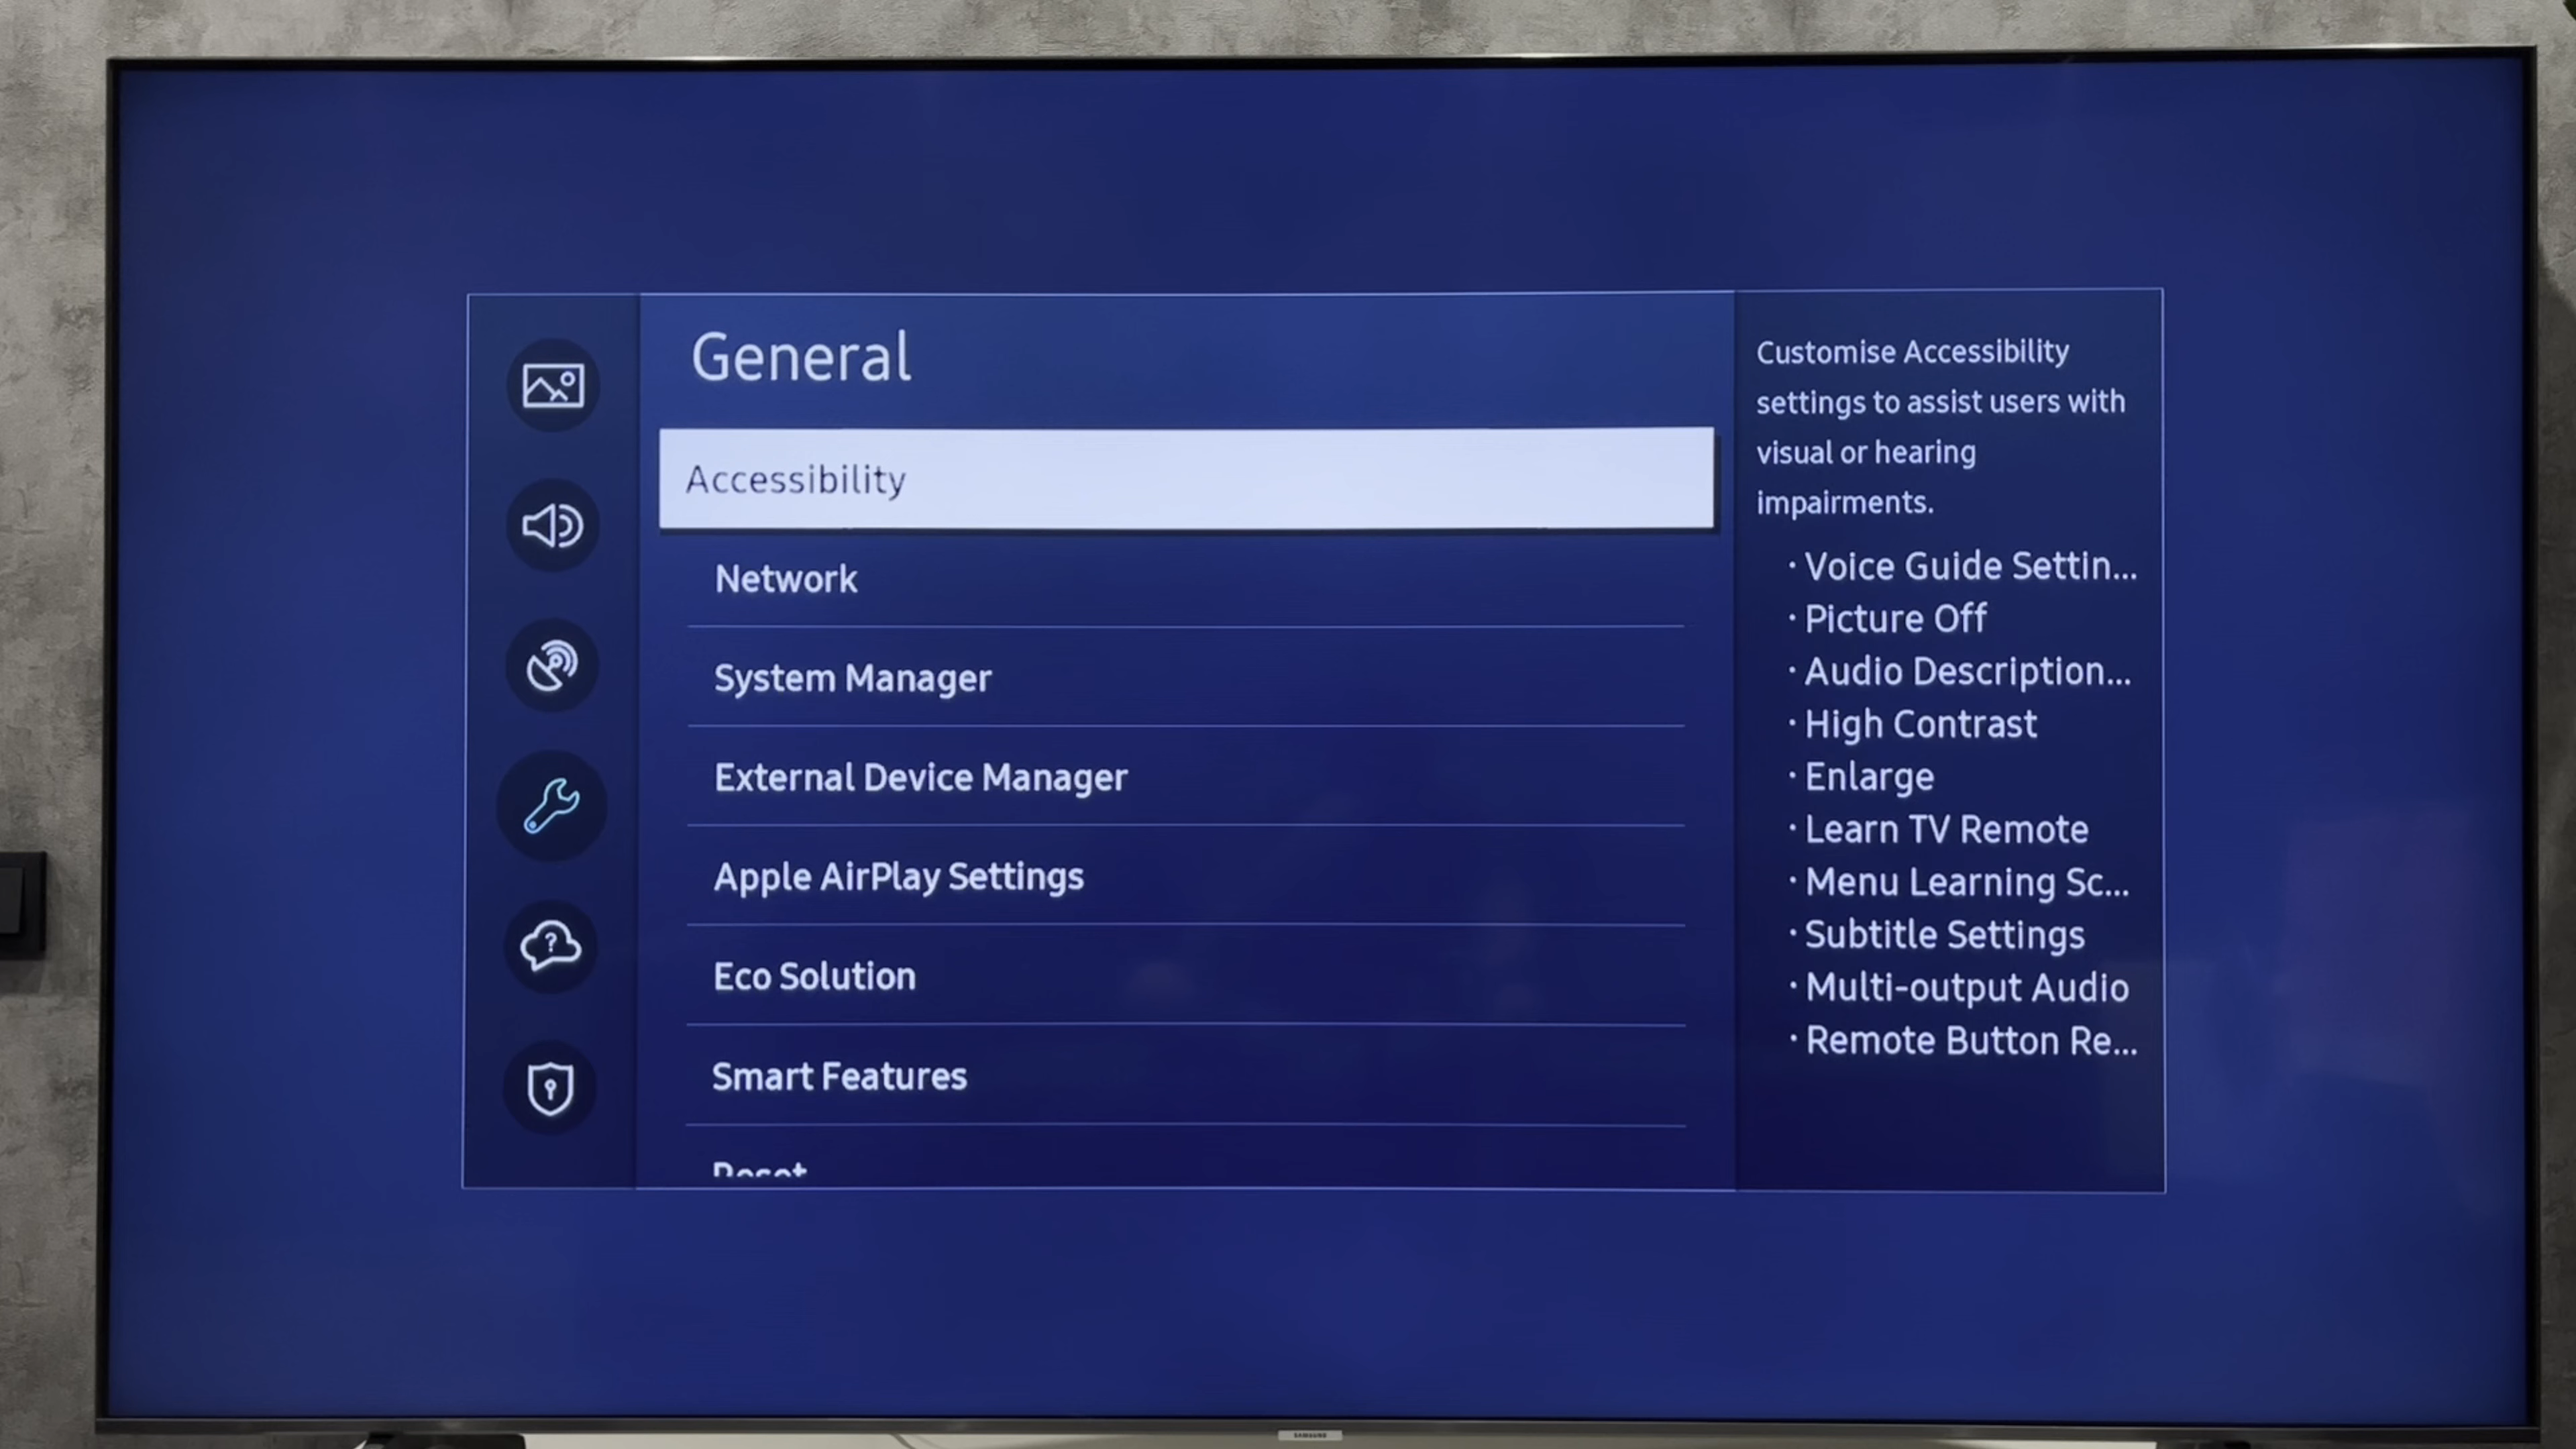 General
Accessibility
Network
System Manager
External Device Manager
Apple AirPlay Settings
Eco Solution
Smart Features
Reset
Customise Accessibility
settings to assist users with
visual or hearing
impairments.
· Voice Guide Settin...
· Picture Off
· Audio Description...
· High Contrast
· Enlarge
· Learn TV Remote
· Menu Learning Sc...
· Subtitle Settings
· Multi-output Audio
· Remote Button Re...
SAMSUNG